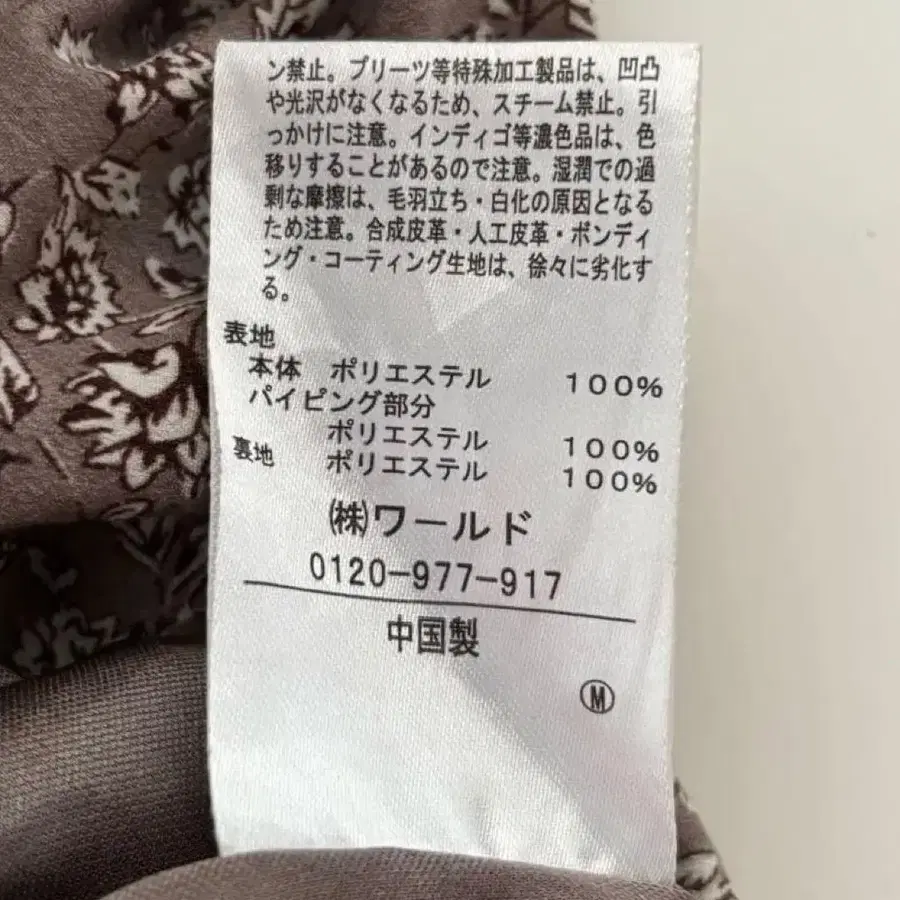 ン禁止。プリーツ等特殊加工製品は、凹凸
や光沢がなくなるため、スチーム禁止。引
っかけに注意。インディゴ等濃色品は、色
移りすることがあるので注意。湿潤での過
剰な摩擦は、毛羽立ち・白化の原因となる
ため注意。合成皮革・人工皮革・ボンディ
ング・コーティング生地は、徐々に劣化す
る。
表地
本体 ポリエステル 100%
パイピング部分
ポリエステル 100%
裏地 ポリエステル 100%
㈱ワールド
0120-977-917
中国製
Ⓜ